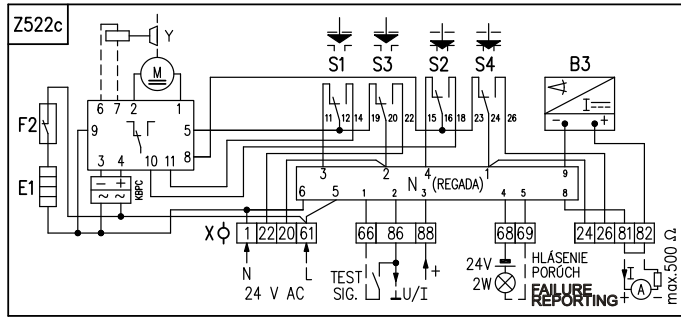 Z522c
Y
M
S1 S3 S2 S4 B3
6 7 2 1
11 12 14 19 20 22 15 16 18 23 24 26
I
- +
F2
9 5
8
3 4 10 11
- +
~ ~
KBPC
E1
3 2 4 1 9
N (REGADA)
6 5 1 2 3 4 5 8
X 1 22 20 61 66 86 88 68 69 24 26 81 82
N L
24 V AC
TEST
SIG.
U/I
+
24V
2W
HLÁSENIE
PORÚCH
FAILURE
REPORTING
I
+ A -
max.500 Ω